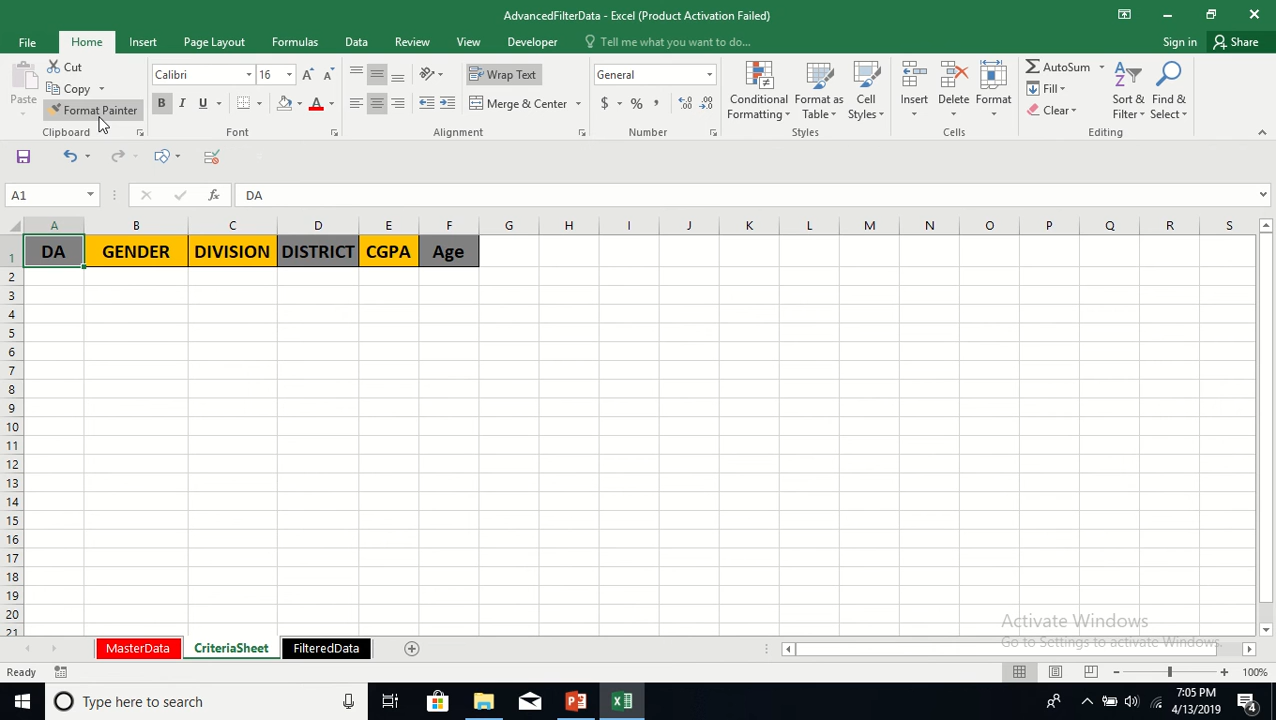 AdvancedFilterData - Excel (Product Activation Failed)
File Home Insert Page Layout Formulas Data Review View Developer Tell me what you want to do... Sign in Share
Paste
Cut
Copy
Format Painter
Clipboard
Calibri 16
B I U
Font
Wrap Text
Merge & Center
Alignment
General
$ % ,
Number
Conditional Formatting
Format as Table
Cell Styles
Styles
Insert Delete Format
Cells
AutoSum
Fill
Clear
Sort & Filter
Find & Select
Editing
A1 fx DA
A B C D E F G H I J K L M N O P Q R S
1 DA GENDER DIVISION DISTRICT CGPA Age
2
3
4
5
6
7
8
9
10
11
12
13
14
15
16
17
18
19
20
21
Activate Windows
Go to Settings to activate Windows.
MasterData CriteriaSheet FilteredData
Ready 100%
Type here to search
7:05 PM
4/13/2019
4